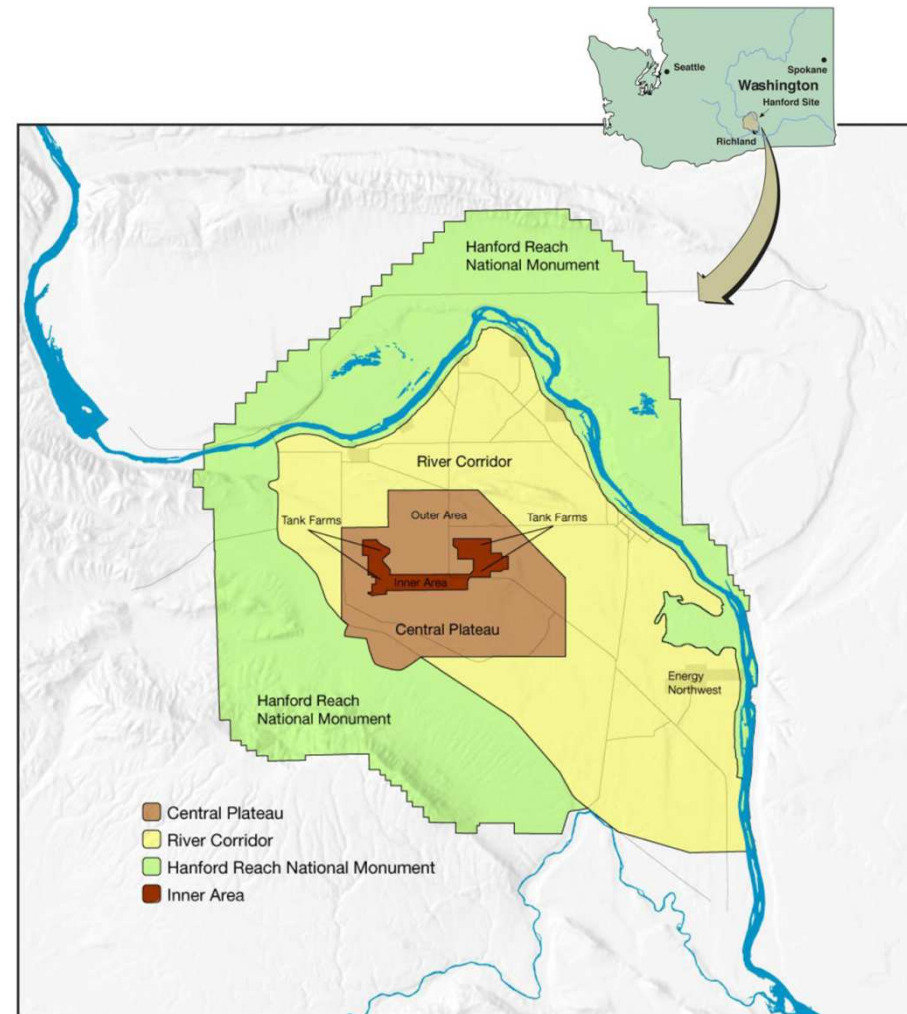 Seattle
Spokane
Washington
Hanford Site
Richland
Hanford Reach
National Monument
River Corridor
Outer Area
Tank Farms
Tank Farms
Inner Area
Central Plateau
Energy
Northwest
Hanford Reach
National Monument
Central Plateau
River Corridor
Hanford Reach National Monument
Inner Area